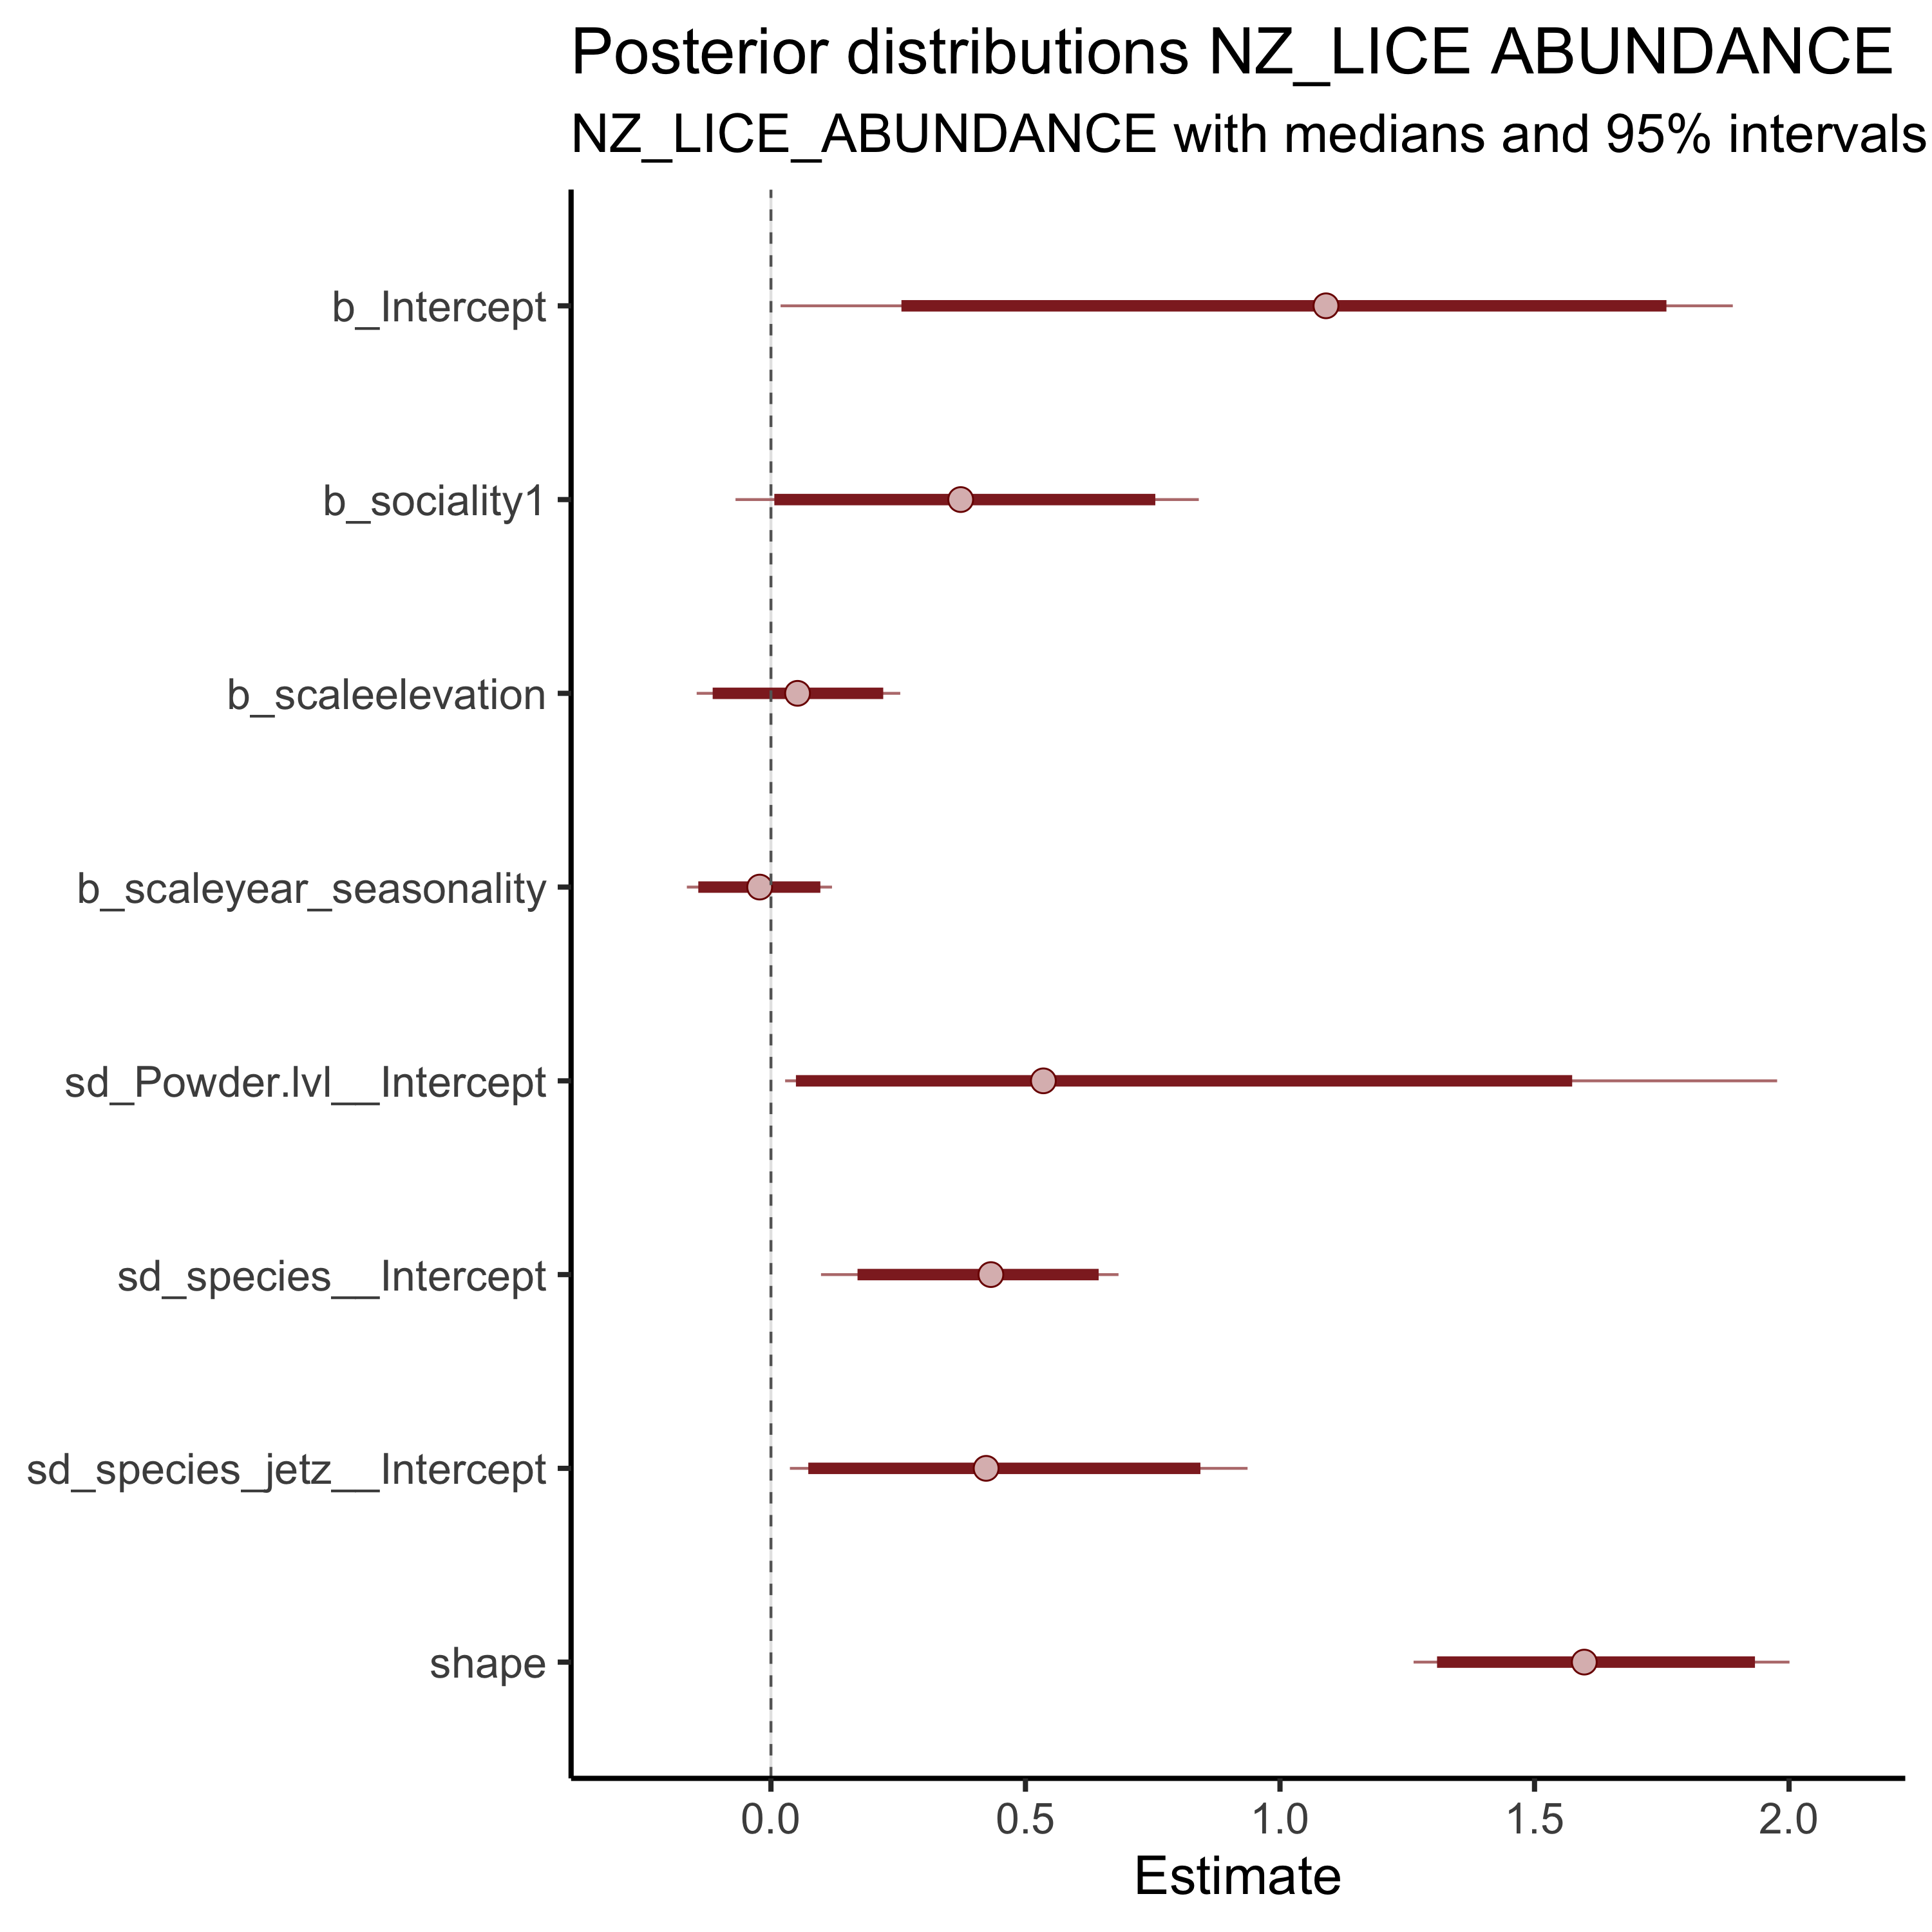 Posterior distributions NZ_LICE ABUNDANCE
NZ_LICE_ABUNDANCE with medians and 95% intervals
b_Intercept
b_sociality1
b_scaleelevation
b_scaleyear_seasonality
sd_Powder.lvl__Intercept
sd_species__Intercept
sd_species_jetz__Intercept
shape
0.0 0.5 1.0 1.5 2.0
Estimate